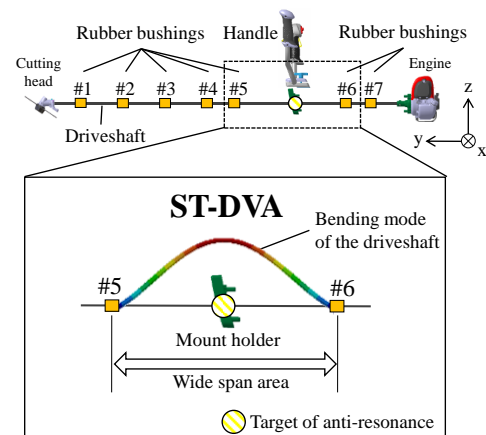 Rubber bushings
Handle
Rubber bushings
Cutting
head
Engine
#1
#2
#3
#4
#5
#6
#7
Driveshaft
z
y
x
ST-DVA
Bending mode
of the driveshaft
#5
#6
Mount holder
Wide span area
Target of anti-resonance